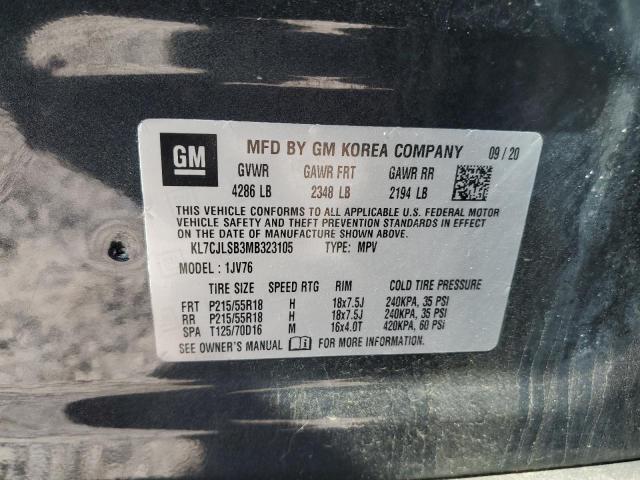 GM
MFD BY GM KOREA COMPANY 09/20
GVWR GAWR FRT GAWR RR
4286 LB 2348 LB 2194 LB
THIS VEHICLE CONFORMS TO ALL APPLICABLE U.S. FEDERAL MOTOR
VEHICLE SAFETY AND THEFT PREVENTION STANDARDS IN EFFECT
ON THE DATE OF MANUFACTURE SHOWN ABOVE.
KL7CJLSB3MB323105 TYPE: MPV
MODEL: 1JV76
TIRE SIZE SPEED RTG RIM COLD TIRE PRESSURE
FRT P215/55R18 H 18x7.5J 240KPA, 35 PSI
RR P215/55R18 H 18x7.5J 240KPA, 35 PSI
SPA T125/70D16 M 16x4.0T 420KPA, 60 PSI
SEE OWNER'S MANUAL FOR MORE INFORMATION.